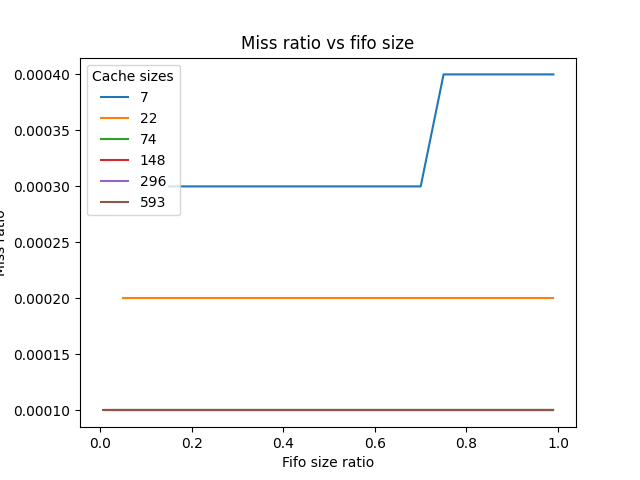 Miss ratio vs fifo size
Cache sizes
7
22
74
148
296
593
0.00040
0.00035
0.00030
0.00025
0.00020
0.00015
0.00010
Miss ratio
0.0 0.2 0.4 0.6 0.8 1.0
Fifo size ratio